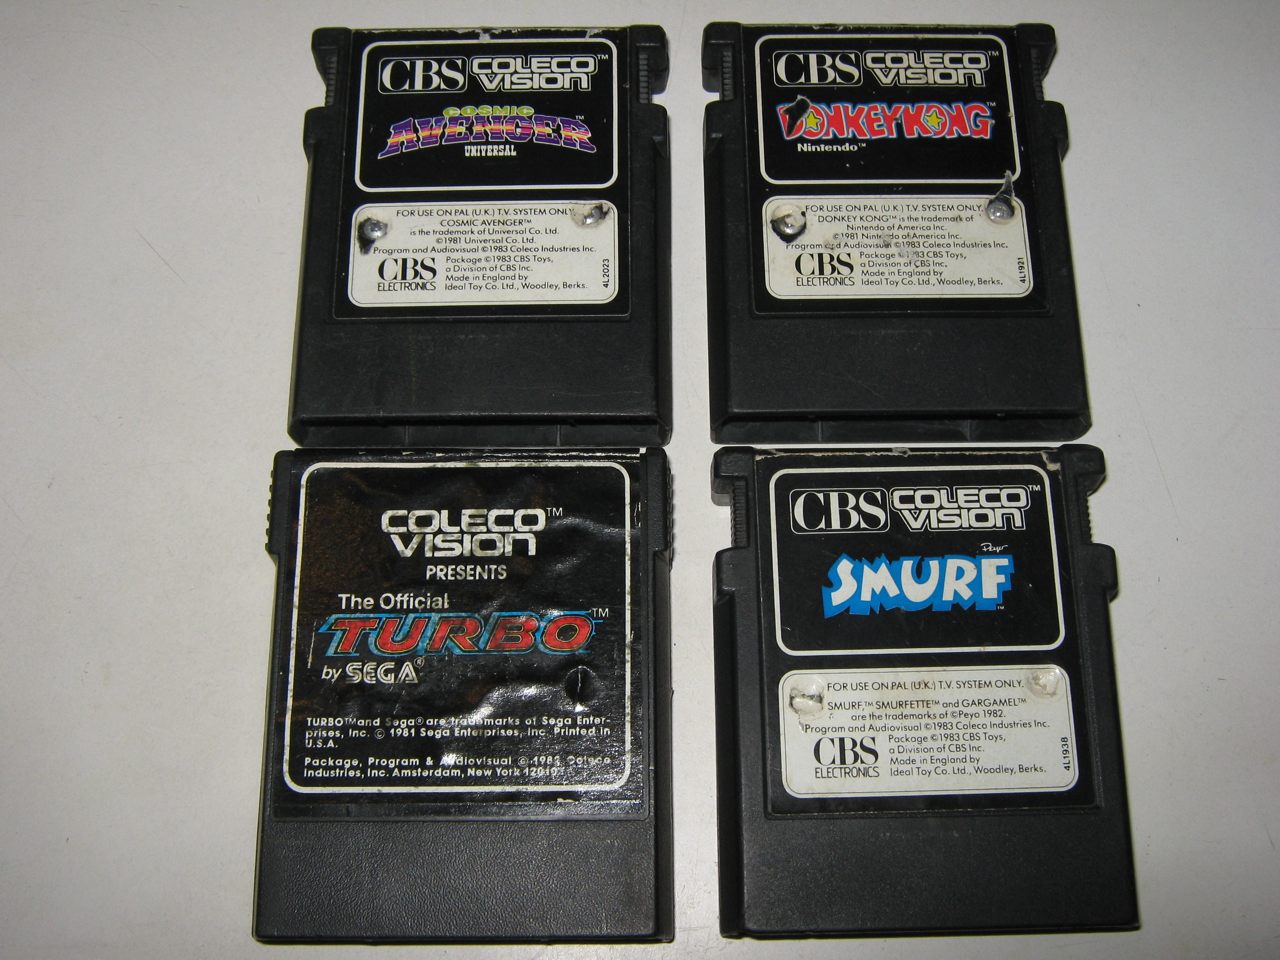 CBS COLECO VISION™
COSMIC
AVENGER™
UNIVERSAL
FOR USE ON PAL (U.K.) T.V. SYSTEM ONLY
COSMIC AVENGER™
is the trademark of Universal Co. Ltd.
©1981 Universal Co. Ltd.
Program and Audiovisual ©1983 Coleco Industries Inc.
Package ©1983 CBS Toys,
a Division of CBS Inc.
Made in England by
Ideal Toy Co. Ltd., Woodley, Berks.
CBS
ELECTRONICS
4L2023
CBS COLECO VISION™
DONKEY KONG™
Nintendo™
FOR USE ON PAL (U.K.) T.V. SYSTEM ONLY.
DONKEY KONG™ is the trademark of
Nintendo of America Inc.
©1981 Nintendo of America Inc.
Program and Audiovisual ©1983 Coleco Industries Inc.
Package ©1983 CBS Toys,
a Division of CBS Inc.
Made in England by
Ideal Toy Co. Ltd., Woodley, Berks.
CBS
ELECTRONICS
4L1921
COLECO™
VISION
PRESENTS
The Official
TURBO™
by SEGA®
TURBO™ and Sega® are trademarks of Sega Enter-
prises, Inc. © 1981 Sega Enterprises, Inc. Printed in
U.S.A.
Package, Program & Audiovisual © 1983 Coleco
Industries, Inc. Amsterdam, New York 12010
CBS COLECO VISION™
Peyo
SMURF™
FOR USE ON PAL (U.K.) T.V. SYSTEM ONLY.
SMURF,™ SMURFETTE™ and GARGAMEL™
are the trademarks of ©Peyo 1982.
Program and Audiovisual ©1983 Coleco Industries Inc.
Package ©1983 CBS Toys,
a Division of CBS Inc.
Made in England by
Ideal Toy Co. Ltd., Woodley, Berks.
CBS
ELECTRONICS
4L1938